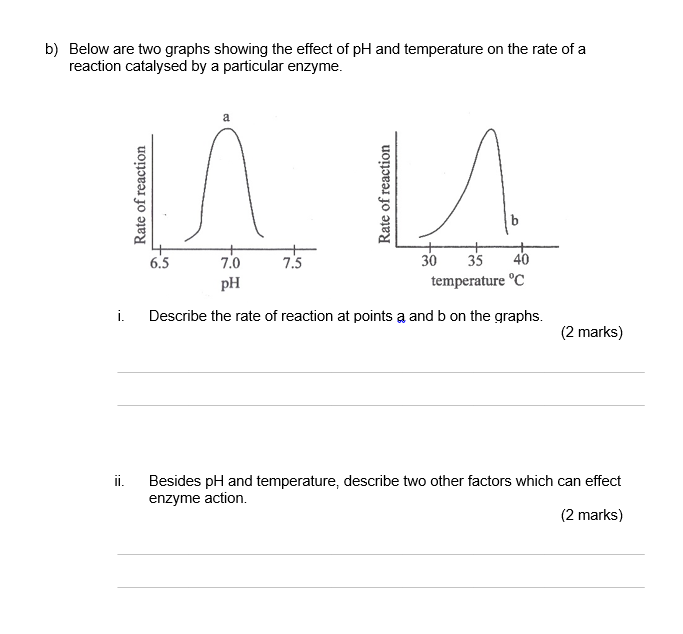 b) Below are two graphs showing the effect of pH and temperature on the rate of a
reaction catalysed by a particular enzyme.
a
Rate of reaction
6.5 7.0 7.5
pH
Rate of reaction
b
30 35 40
temperature °C
i. Describe the rate of reaction at points a and b on the graphs.
(2 marks)
ii. Besides pH and temperature, describe two other factors which can effect
enzyme action.
(2 marks)